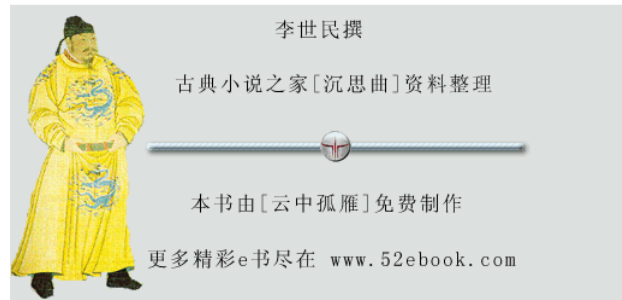 李世民撰
古典小说之家[沉思曲]资料整理
本书由[云中孤雁]免费制作
更多精彩e书尽在 www.52ebook.com